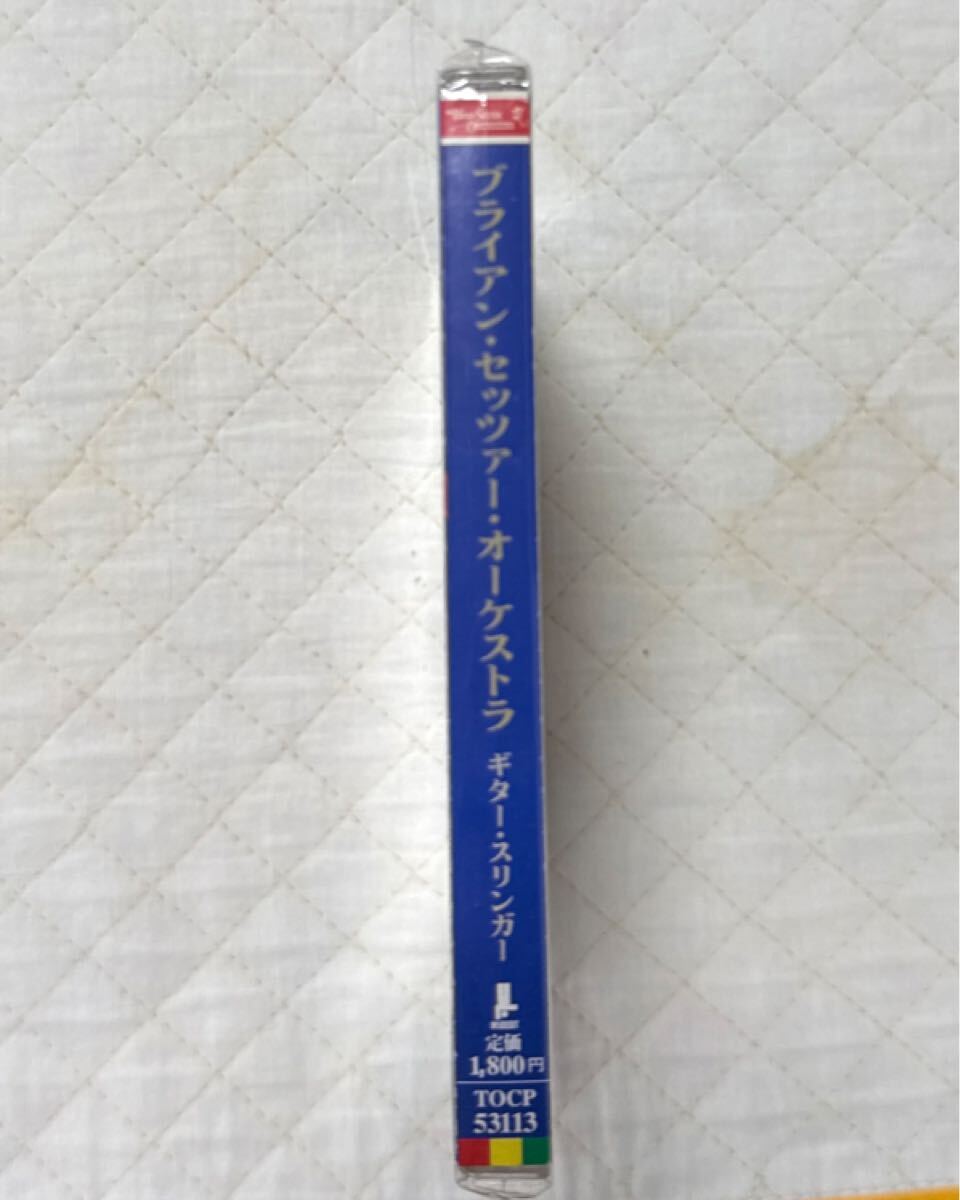 ブライアン・セッツァー・オーケストラ
ギター・スリンガー
定価
1,800円
TOCP
53113